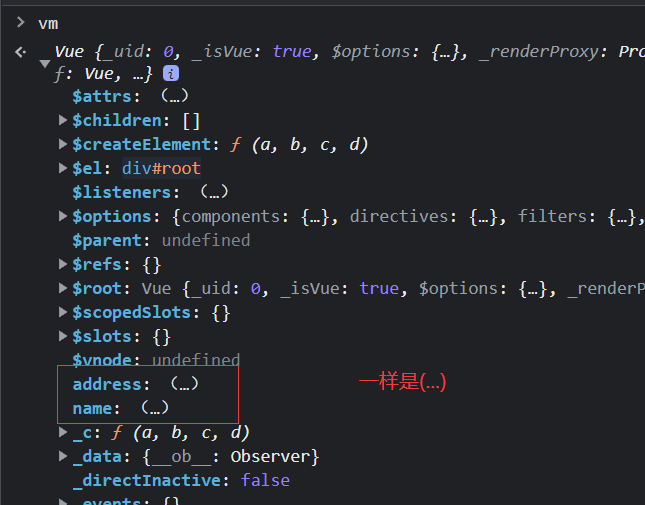 vm
Vue {_uid: 0, _isVue: true, $options: {…}, _renderProxy: Pro
ƒ: Vue, …} i
$attrs: (…)
$children: []
$createElement: ƒ (a, b, c, d)
$el: div#root
$listeners: (…)
$options: {components: {…}, directives: {…}, filters: {…},
$parent: undefined
$refs: {}
$root: Vue {_uid: 0, _isVue: true, $options: {…}, _renderP
$scopedSlots: {}
$slots: {}
$vnode: undefined
address: (…)
一样是(...)
name: (…)
_c: ƒ (a, b, c, d)
_data: {__ob__: Observer}
_directInactive: false
_events: {}